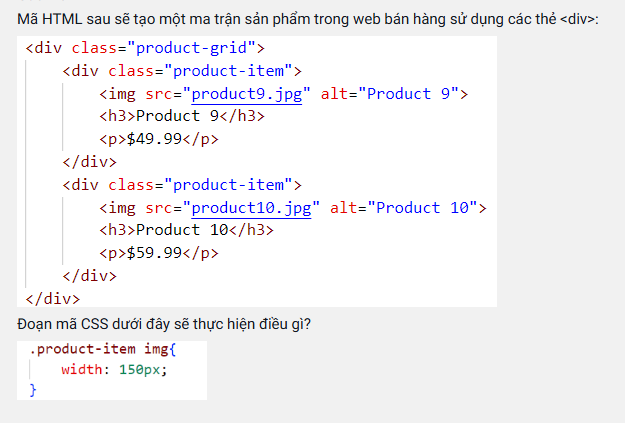 Mã HTML sau sẽ tạo một ma trận sản phẩm trong web bán hàng sử dụng các thẻ <div>:
<div class="product-grid">
<div class="product-item">
<img src="product9.jpg" alt="Product 9">
<h3>Product 9</h3>
<p>$49.99</p>
</div>
<div class="product-item">
<img src="product10.jpg" alt="Product 10">
<h3>Product 10</h3>
<p>$59.99</p>
</div>
</div>
Đoạn mã CSS dưới đây sẽ thực hiện điều gì?
.product-item img{
width: 150px;
}